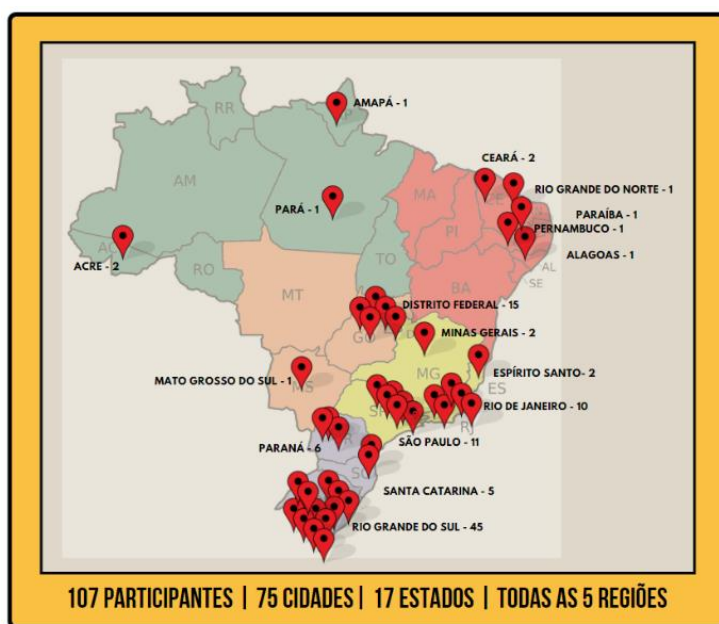 AMAPÁ - 1
RR
CEARÁ - 2
RIO GRANDE DO NORTE - 1
AM
PARÁ - 1
MA
PARAÍBA - 1
PERNAMBUCO - 1
PI
ALAGOAS - 1
ACRE - 2
TO
AL
RO
SE
BA
MT
DISTRITO FEDERAL - 15
MINAS GERAIS - 2
GO
ESPÍRITO SANTO- 2
MG
MATO GROSSO DO SUL - 1
MS
ES
RIO DE JANEIRO - 10
RJ
SÃO PAULO - 11
PARANÁ - 6
SANTA CATARINA - 5
RIO GRANDE DO SUL - 45
107 PARTICIPANTES | 75 CIDADES | 17 ESTADOS | TODAS AS 5 REGIÕES